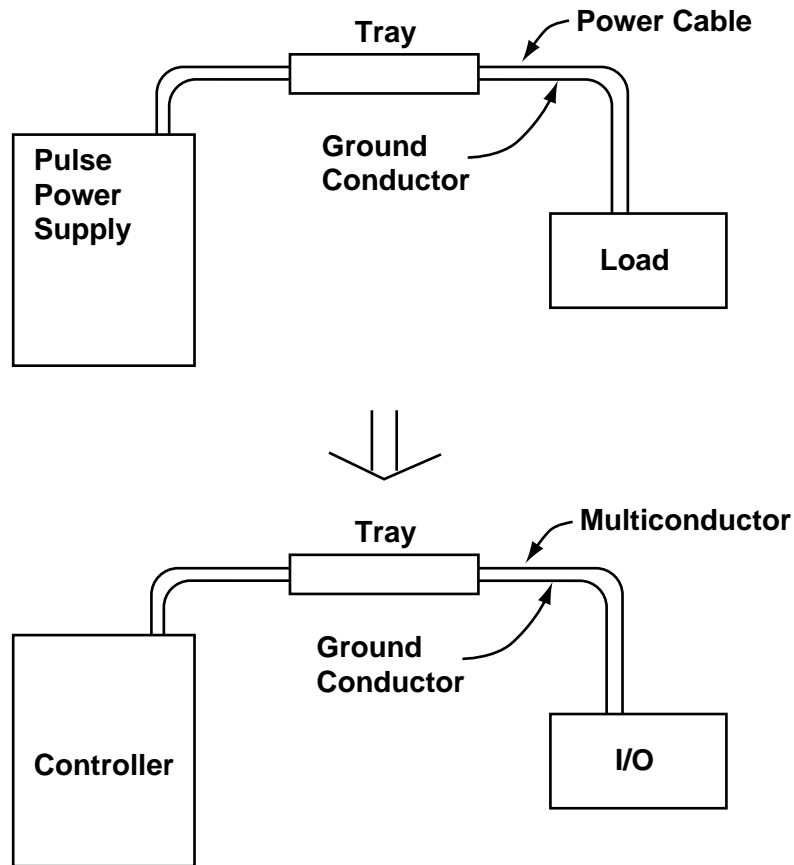 Tray
Power Cable
Ground
Conductor
Pulse
Power
Supply
Load
Tray
Multiconductor
Ground
Conductor
Controller
I/O